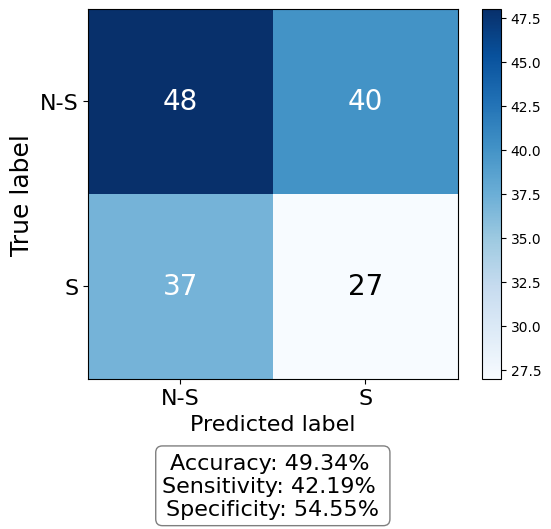 True label
N-S
S
48
40
37
27
N-S
S
Predicted label
47.5
45.0
42.5
40.0
37.5
35.0
32.5
30.0
27.5
Accuracy: 49.34%
Sensitivity: 42.19%
Specificity: 54.55%